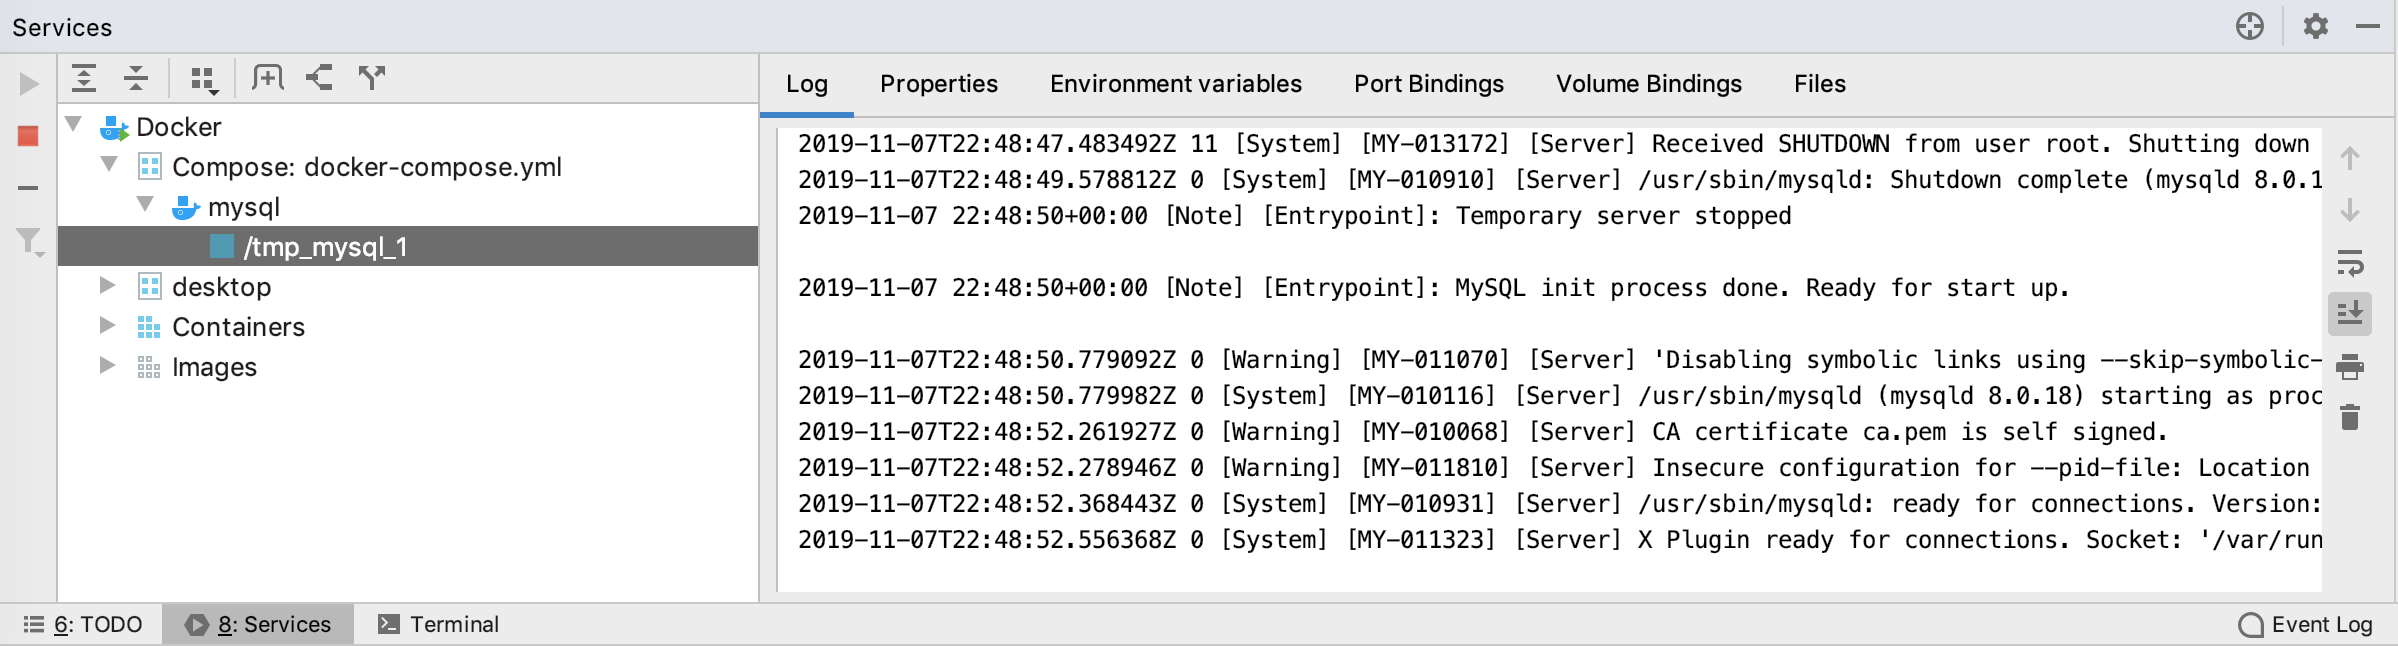 Services
Docker
Compose: docker-compose.yml
mysql
/tmp_mysql_1
desktop
Containers
Images
Log Properties Environment variables Port Bindings Volume Bindings Files
2019-11-07T22:48:47.483492Z 11 [System] [MY-013172] [Server] Received SHUTDOWN from user root. Shutting down
2019-11-07T22:48:49.578812Z 0 [System] [MY-010910] [Server] /usr/sbin/mysqld: Shutdown complete (mysqld 8.0.1
2019-11-07 22:48:50+00:00 [Note] [Entrypoint]: Temporary server stopped
2019-11-07 22:48:50+00:00 [Note] [Entrypoint]: MySQL init process done. Ready for start up.
2019-11-07T22:48:50.779092Z 0 [Warning] [MY-011070] [Server] 'Disabling symbolic links using --skip-symbolic-
2019-11-07T22:48:50.779982Z 0 [System] [MY-010116] [Server] /usr/sbin/mysqld (mysqld 8.0.18) starting as proc
2019-11-07T22:48:52.261927Z 0 [Warning] [MY-010068] [Server] CA certificate ca.pem is self signed.
2019-11-07T22:48:52.278946Z 0 [Warning] [MY-011810] [Server] Insecure configuration for --pid-file: Location
2019-11-07T22:48:52.368443Z 0 [System] [MY-010931] [Server] /usr/sbin/mysqld: ready for connections. Version:
2019-11-07T22:48:52.556368Z 0 [System] [MY-011323] [Server] X Plugin ready for connections. Socket: '/var/run
6: TODO 8: Services Terminal Event Log